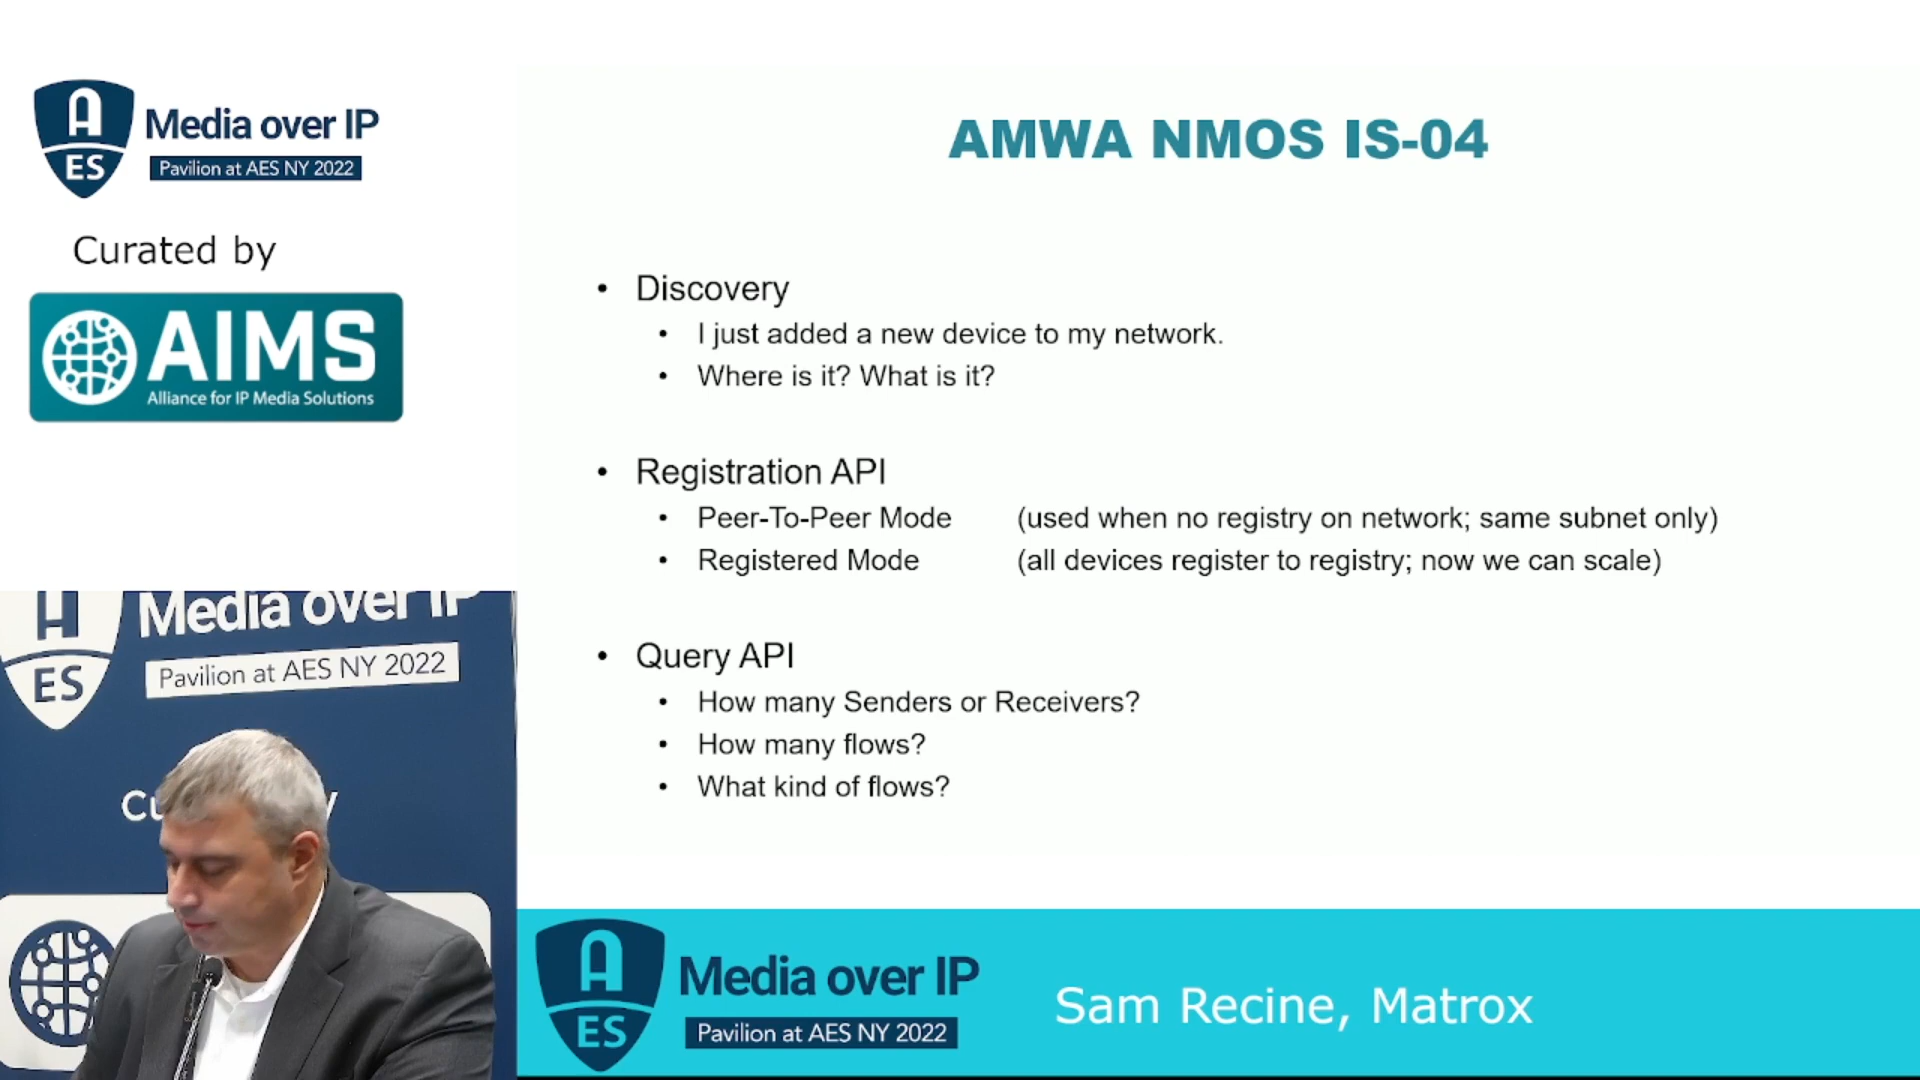 A
ES
Media over IP
Pavilion at AES NY 2022
Curated by
AIMS
Alliance for IP Media Solutions
AMWA NMOS IS-04
• Discovery
• I just added a new device to my network.
• Where is it? What is it?
• Registration API
• Peer-To-Peer Mode (used when no registry on network; same subnet only)
• Registered Mode (all devices register to registry; now we can scale)
• Query API
• How many Senders or Receivers?
• How many flows?
• What kind of flows?
A
ES
Media over IP
Pavilion at AES NY 2022
A
ES
Media over IP
Pavilion at AES NY 2022
Sam Recine, Matrox